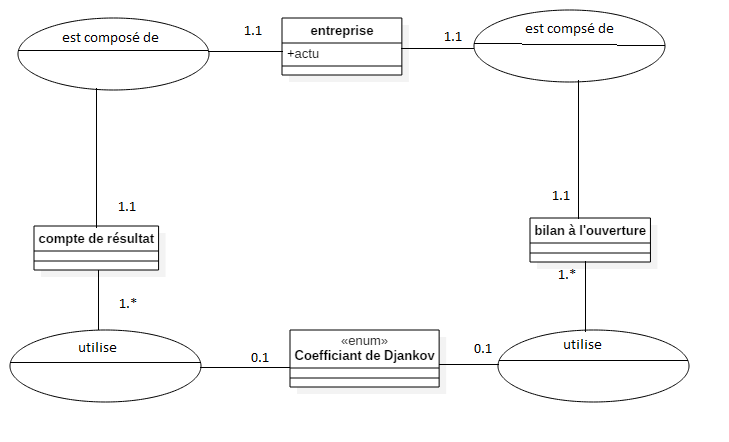 est composé de
1.1
entreprise
+actu
1.1
est compsé de
1.1
compte de résultat
1.1
bilan à l'ouverture
1.*
1.*
utilise
0.1
«enum»
Coefficiant de Djankov
0.1
utilise